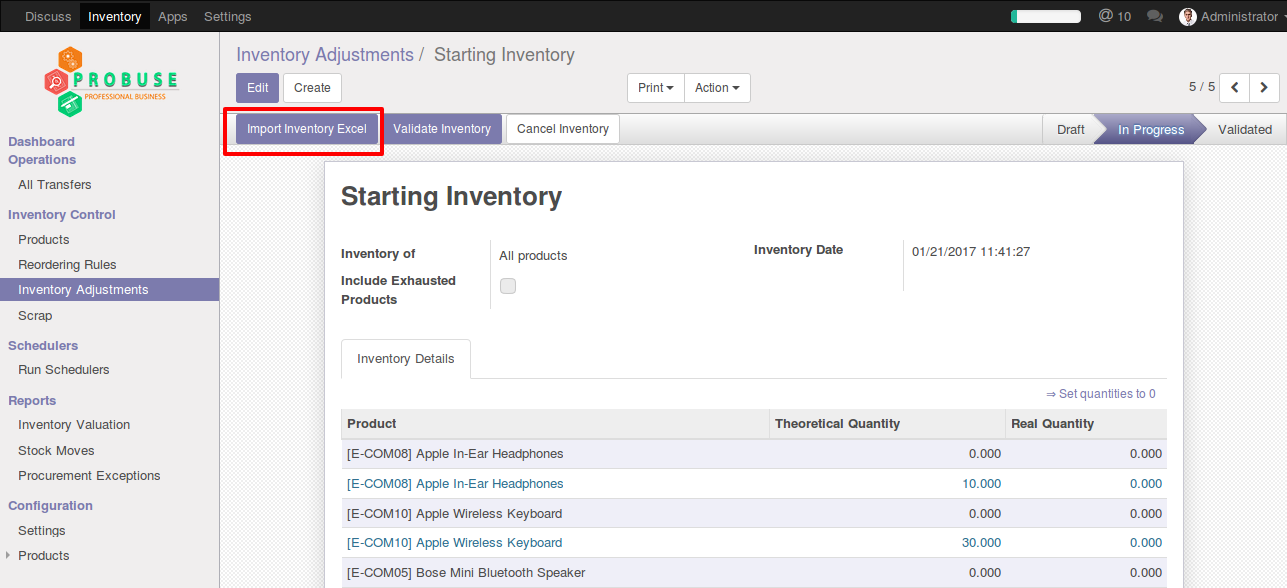 Discuss Inventory Apps Settings @ 10 Administrator
PROBUSE
PROFESSIONAL BUSINESS
Dashboard
Operations
All Transfers
Inventory Control
Products
Reordering Rules
Inventory Adjustments
Scrap
Schedulers
Run Schedulers
Reports
Inventory Valuation
Stock Moves
Procurement Exceptions
Configuration
Settings
Products
Inventory Adjustments / Starting Inventory
Edit Create Print Action 5 / 5
Import Inventory Excel Validate Inventory Cancel Inventory Draft In Progress Validated
Starting Inventory
Inventory of All products
Inventory Date 01/21/2017 11:41:27
Include Exhausted
Products
Inventory Details
⇒ Set quantities to 0
Product Theoretical Quantity Real Quantity
[E-COM08] Apple In-Ear Headphones 0.000 0.000
[E-COM08] Apple In-Ear Headphones 10.000 0.000
[E-COM10] Apple Wireless Keyboard 0.000 0.000
[E-COM10] Apple Wireless Keyboard 30.000 0.000
[E-COM05] Bose Mini Bluetooth Speaker 0.000 0.000